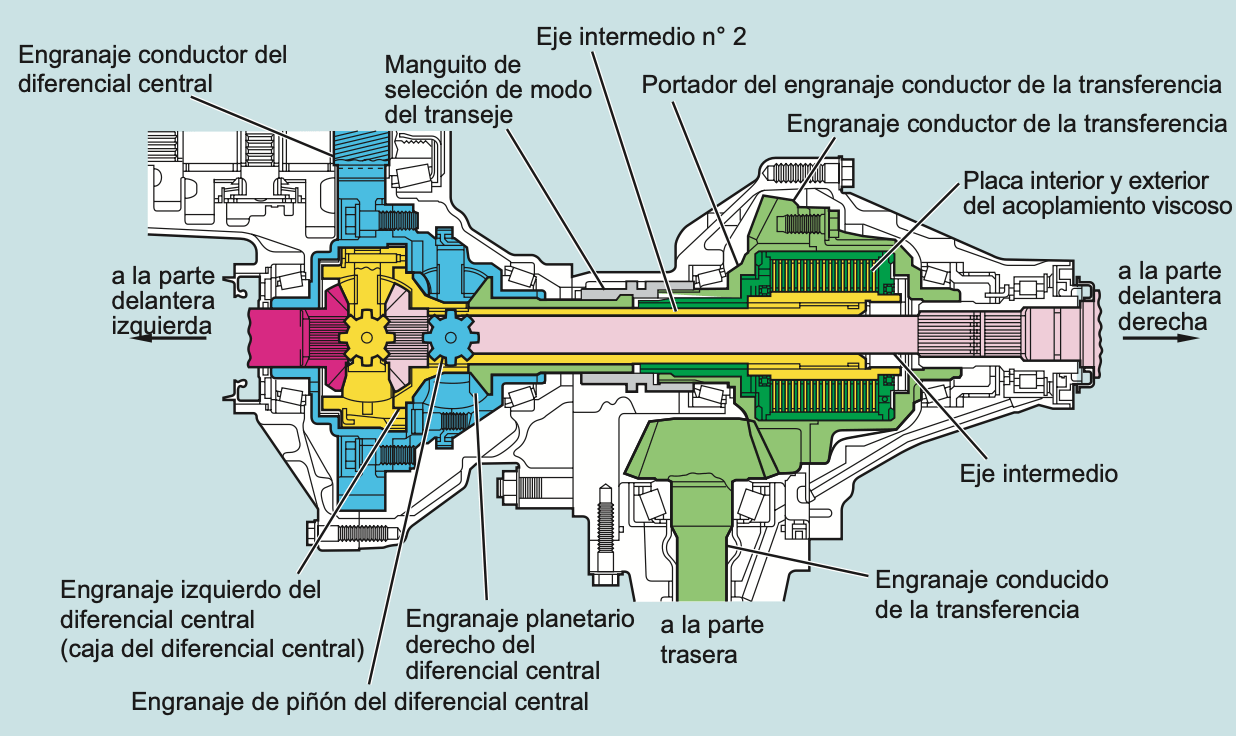 Eje intermedio n° 2
Engranaje conductor del
diferencial central
Manguito de
selección de modo
del transeje
Portador del engranaje conductor de la transferencia
Engranaje conductor de la transferencia
Placa interior y exterior
del acoplamiento viscoso
a la parte
delantera
izquierda
a la parte
delantera
derecha
Eje intermedio
Engranaje izquierdo del
diferencial central
(caja del diferencial central)
Engranaje planetario
derecho del
diferencial central
a la parte
trasera
Engranaje conducido
de la transferencia
Engranaje de piñón del diferencial central